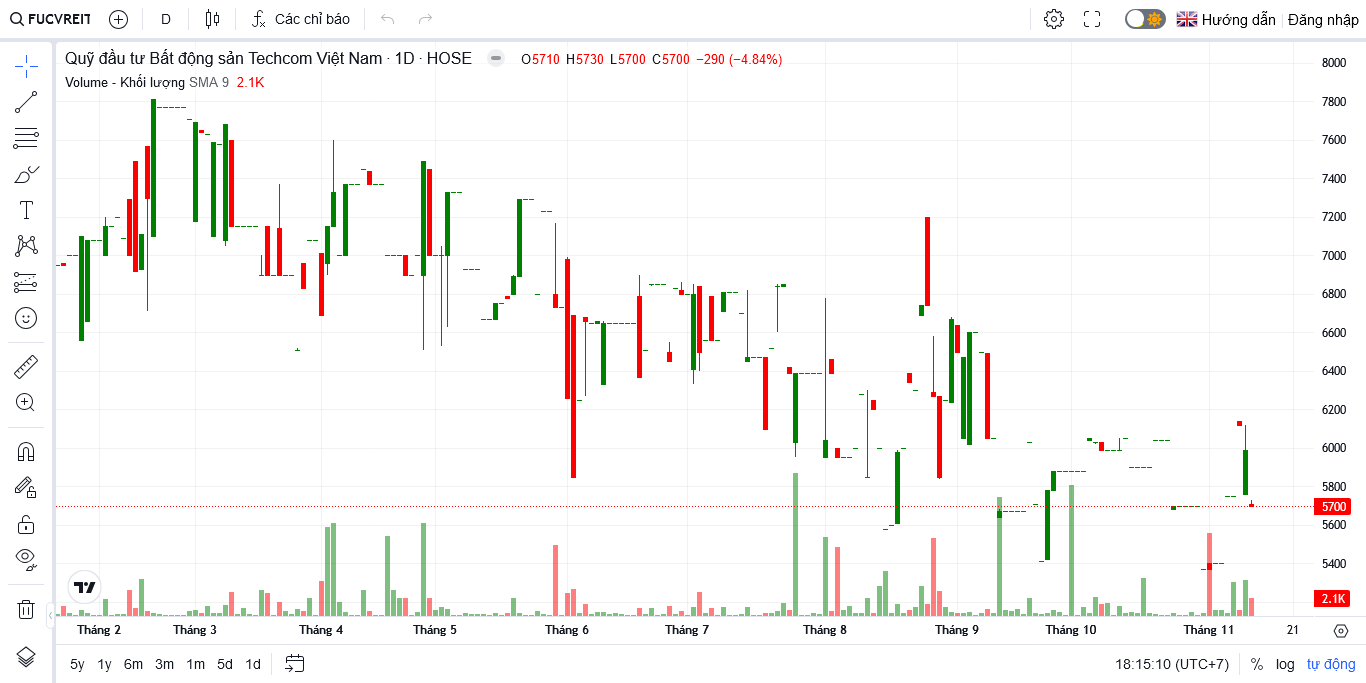 FUCVREIT D Các chỉ báo Hướng dẫn Đăng nhập
Quỹ đầu tư Bất động sản Techcom Việt Nam · 1D · HOSE O5710 H5730 L5700 C5700 −290 (−4.84%)
Volume - Khối lượng SMA 9 2.1K
8000
7800
7600
7400
7200
7000
6800
6600
6400
6200
6000
5800
5700
5600
5400
2.1K
Tháng 2 Tháng 3 Tháng 4 Tháng 5 Tháng 6 Tháng 7 Tháng 8 Tháng 9 Tháng 10 Tháng 11 21
5y 1y 6m 3m 1m 5d 1d 18:15:10 (UTC+7) % log tự động